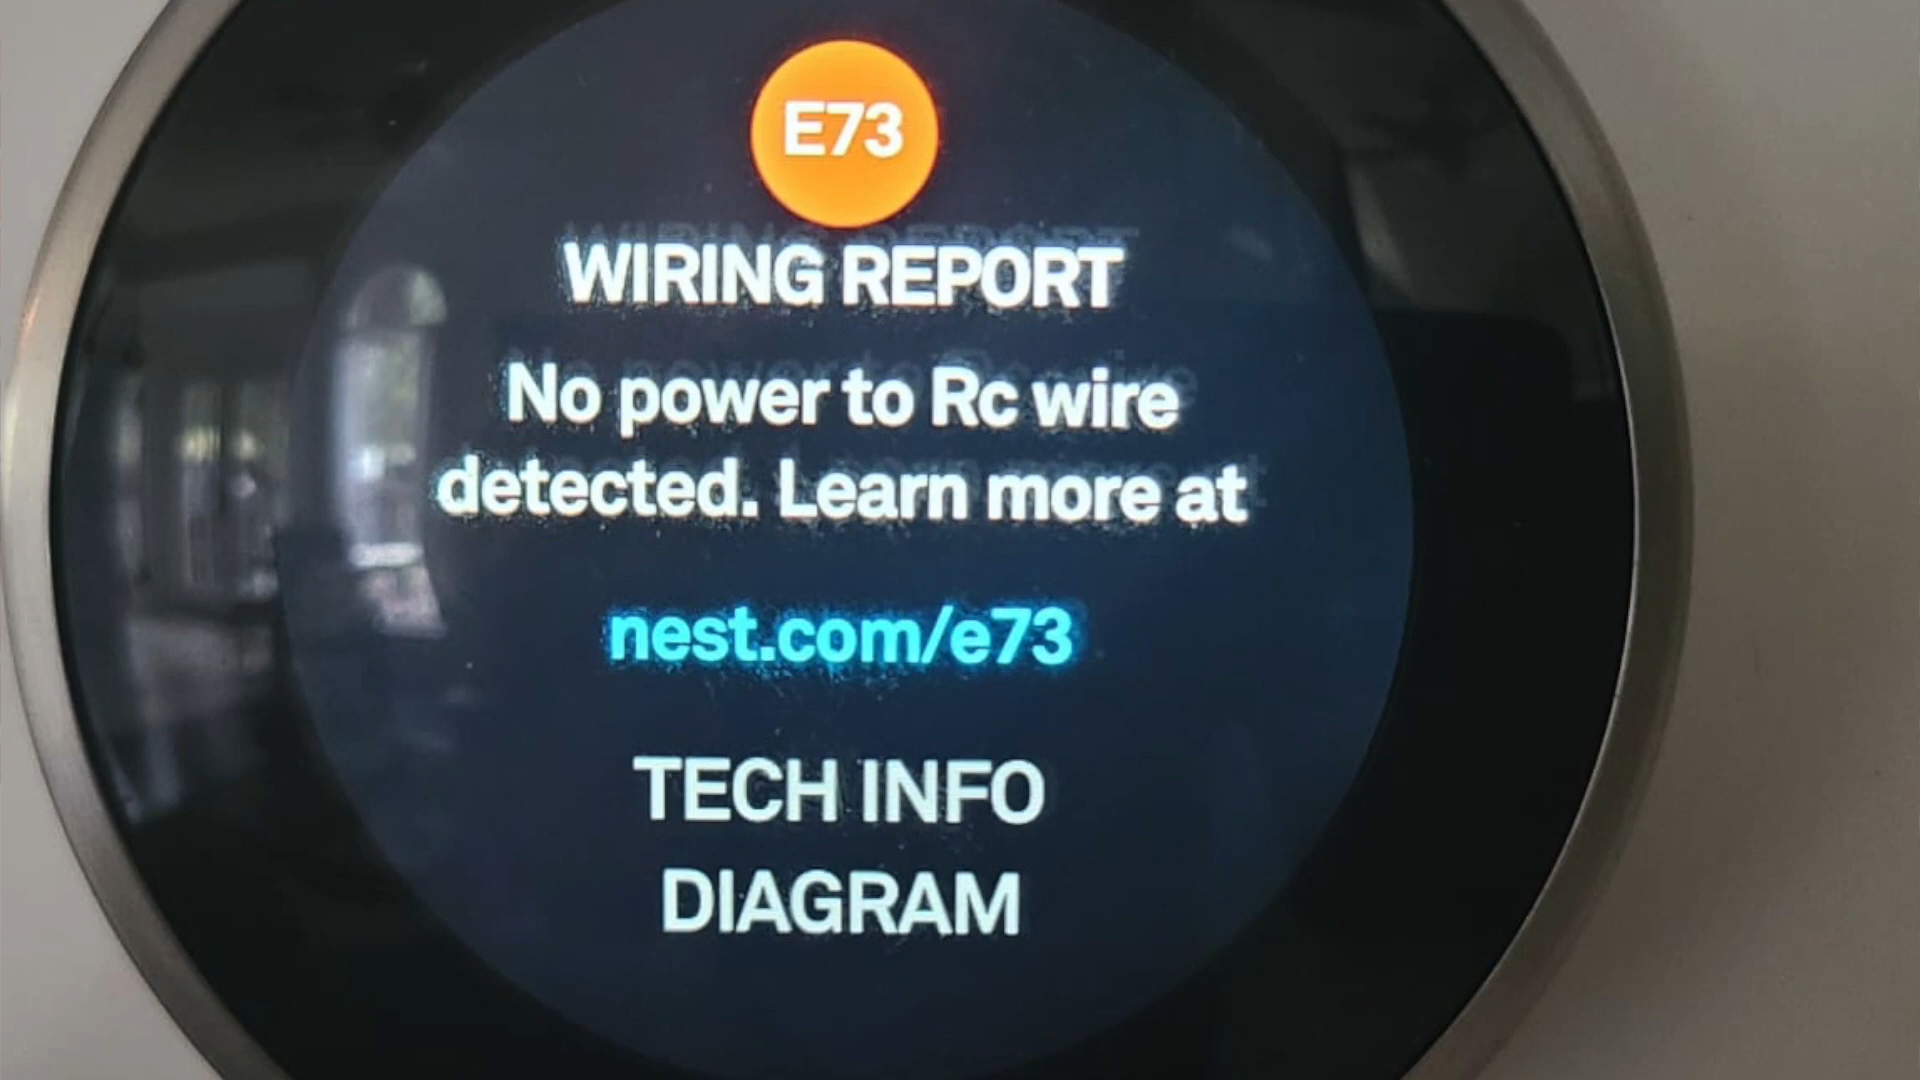 E73
WIRING REPORT
No power to Rc wire
detected. Learn more at
nest.com/e73
TECH INFO
DIAGRAM